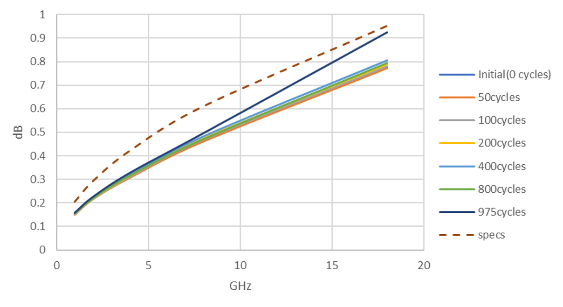 1
0.9
0.8
0.7
0.6
0.5
0.4
0.3
0.2
0.1
0
dB
0 5 10 15 20
GHz
Initial(0 cycles)
50cycles
100cycles
200cycles
400cycles
800cycles
975cycles
specs